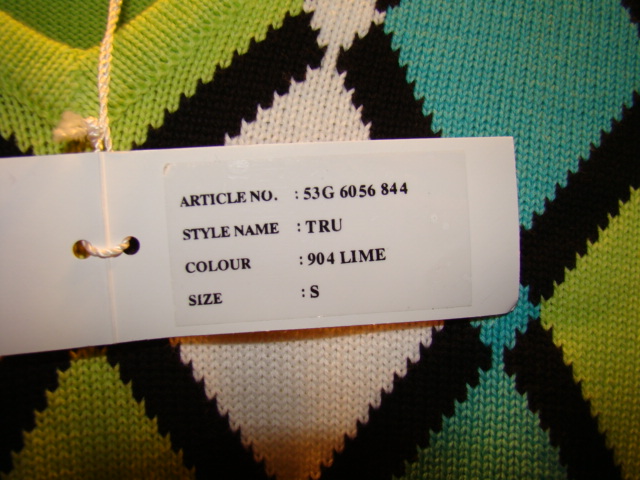 ARTICLE NO. : 53G 6056 844
STYLE NAME : TRU
COLOUR : 904 LIME
SIZE : S